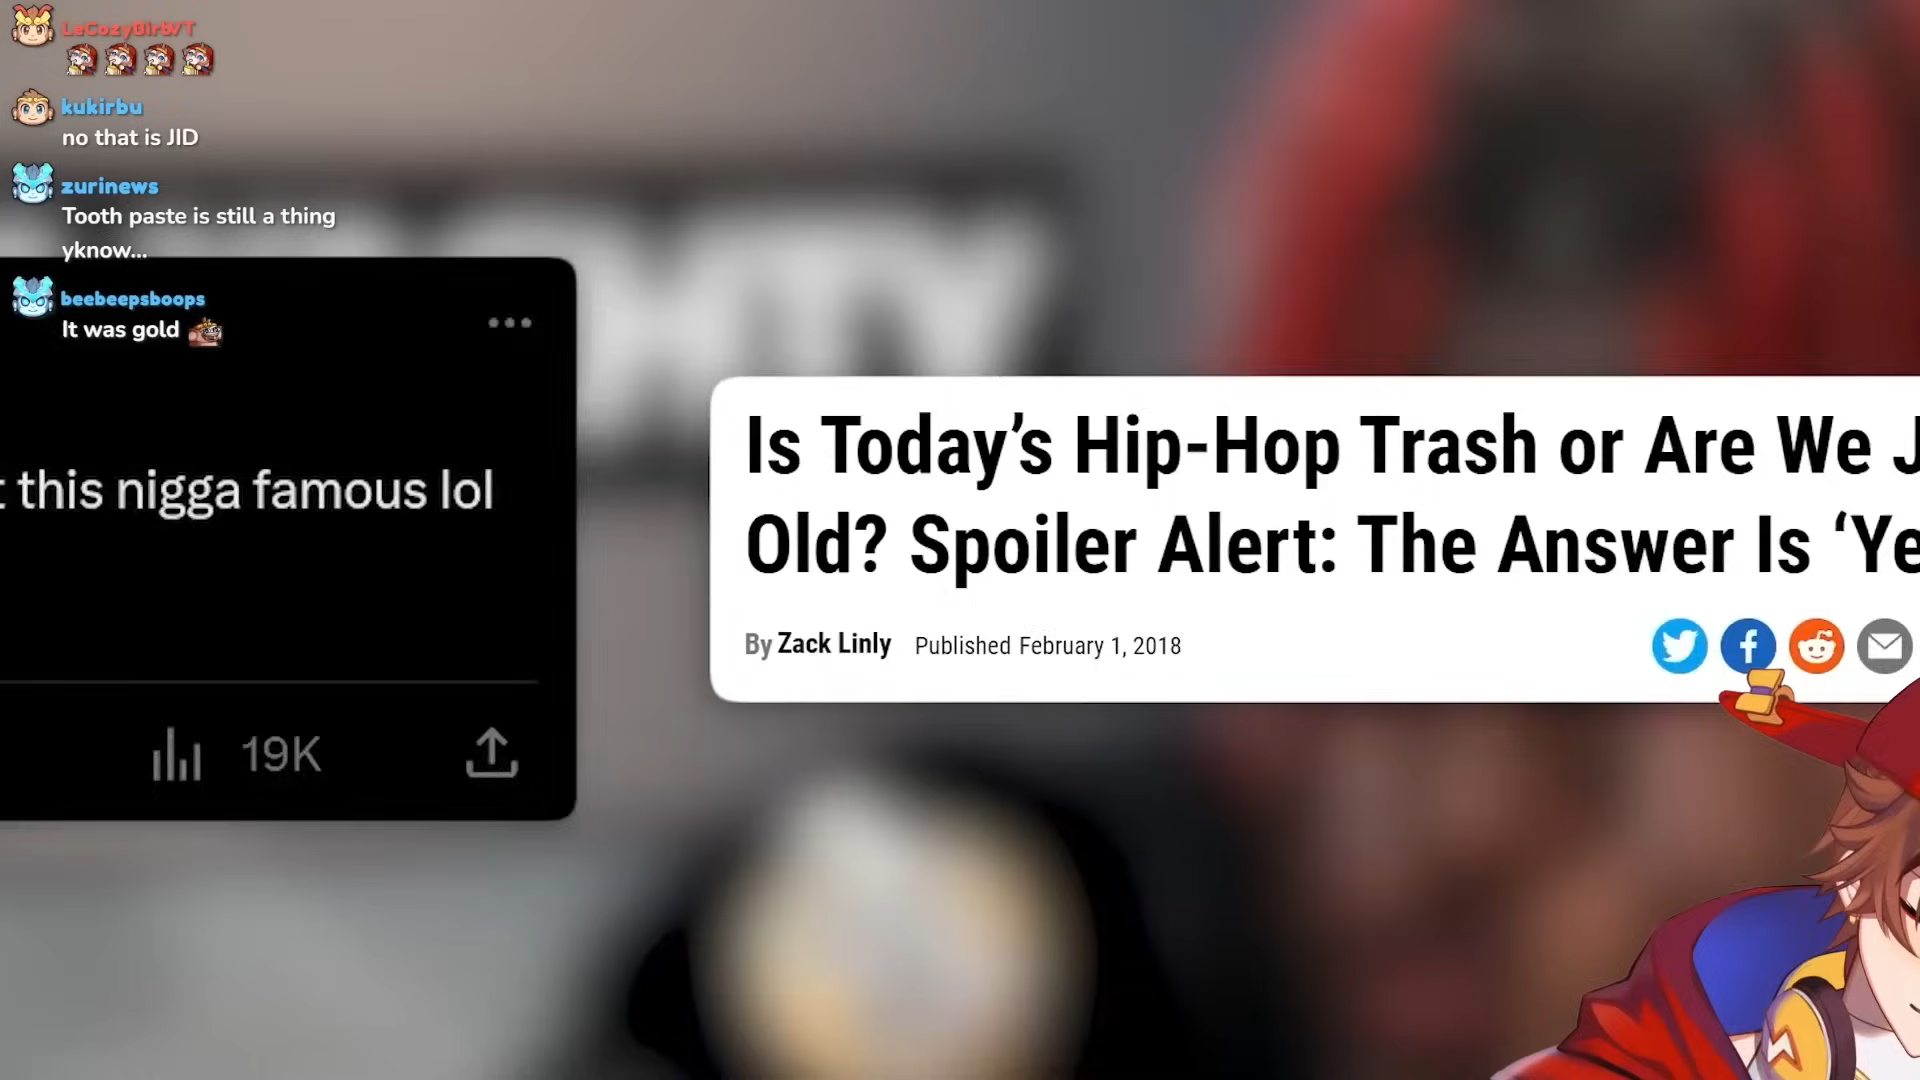 LeCozyBirbVT
kukirbu
no that is JID
zurinews
Tooth paste is still a thing
yknow...
beebeepsboops
It was gold
this nigga famous lol
19K
Is Today’s Hip-Hop Trash or Are We J
Old? Spoiler Alert: The Answer Is ‘Ye
By Zack Linly Published February 1, 2018